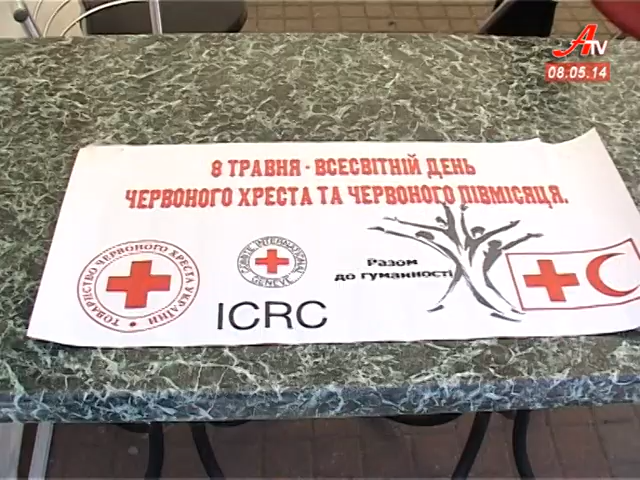 АTV
08.05.14
8 ТРАВНЯ - ВСЕСВІТНІЙ ДЕНЬ
ЧЕРВОНОГО ХРЕСТА ТА ЧЕРВОНОГО ПІВМІСЯЦЯ.
ТОВАРИСТВО ЧЕРВОНОГО ХРЕСТА УКРАЇНИ
COMITE INTERNATIONAL
GENEVE
ICRC
Разом
до гуманності